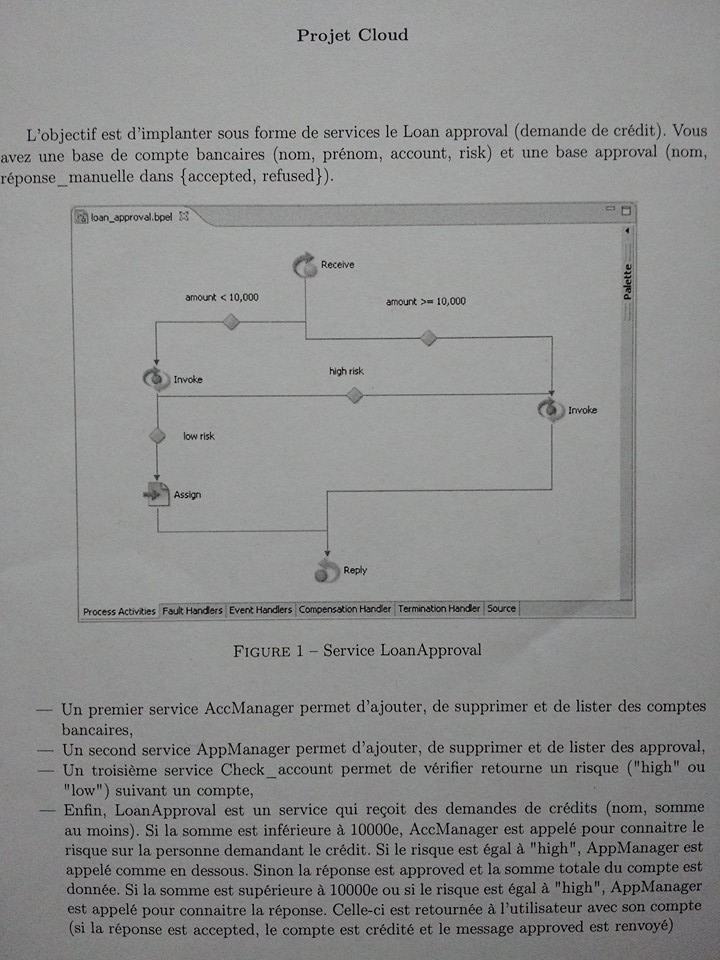 Projet Cloud
L'objectif est d'implanter sous forme de services le Loan approval (demande de crédit). Vous
avez une base de compte bancaires (nom, prénom, account, risk) et une base approval (nom,
réponse_manuelle dans {accepted, refused}).
loan_approval.bpel
Receive
amount < 10,000
amount >= 10,000
Palette
high risk
Invoke
Invoke
low risk
Assign
Reply
Process Activities Fault Handlers Event Handlers Compensation Handler Termination Handler Source
FIGURE 1 – Service LoanApproval
— Un premier service AccManager permet d'ajouter, de supprimer et de lister des comptes
bancaires,
— Un second service AppManager permet d'ajouter, de supprimer et de lister des approval,
— Un troisième service Check_account permet de vérifier retourne un risque ("high" ou
"low") suivant un compte,
— Enfin, LoanApproval est un service qui reçoit des demandes de crédits (nom, somme
au moins). Si la somme est inférieure à 10000e, AccManager est appelé pour connaitre le
risque sur la personne demandant le crédit. Si le risque est égal à "high", AppManager est
appelé comme en dessous. Sinon la réponse est approved et la somme totale du compte est
donnée. Si la somme est supérieure à 10000e ou si le risque est égal à "high", AppManager
est appelé pour connaitre la réponse. Celle-ci est retournée à l'utilisateur avec son compte
(si la réponse est accepted, le compte est crédité et le message approved est renvoyé)